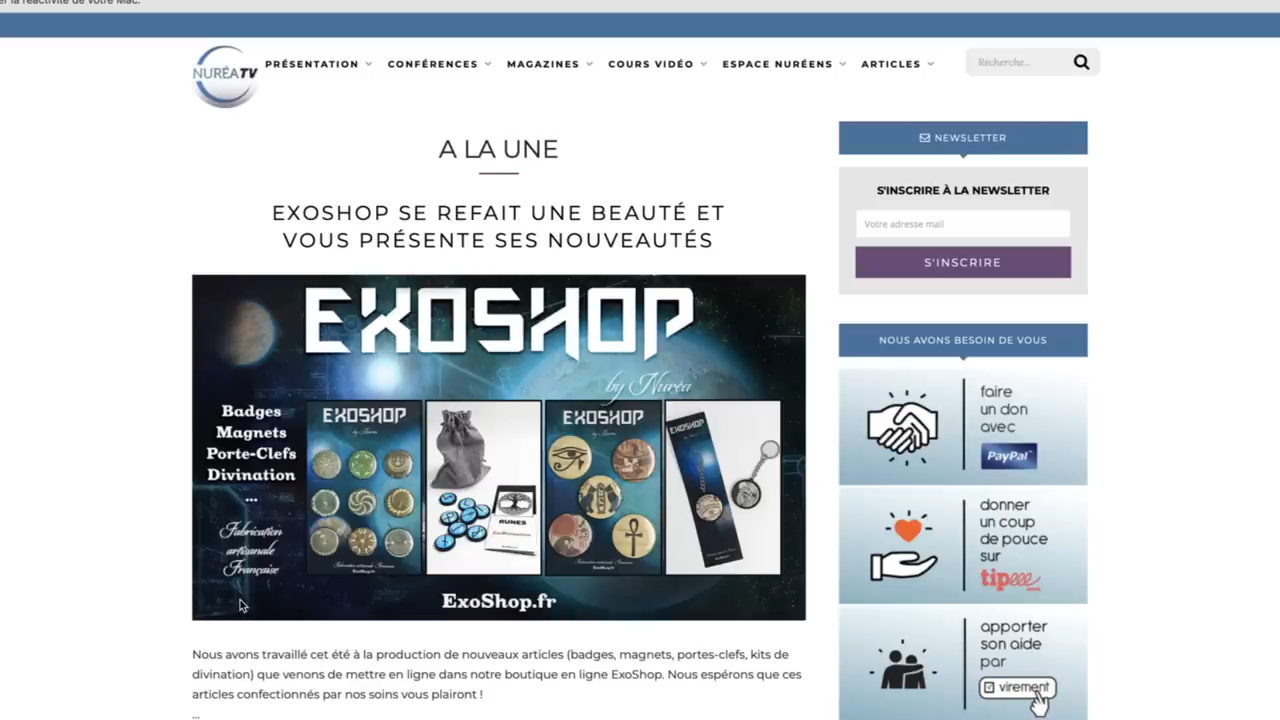 er la réactivité de votre Mac.
NURÉATV
PRÉSENTATION
CONFÉRENCES
MAGAZINES
COURS VIDÉO
ESPACE NURÉENS
ARTICLES
Recherche...
A LA UNE
EXOSHOP SE REFAIT UNE BEAUTÉ ET
VOUS PRÉSENTE SES NOUVEAUTÉS
EXOSHOP
by Nuréa
Badges
Magnets
Porte-Clefs
Divination
...
Fabrication
artisanale
Française
EXOSHOP
by Nuréa
RUNES
EXOSHOP
by Nuréa
EXOSHOP
ExoShop.fr
Nous avons travaillé cet été à la production de nouveaux articles (badges, magnets, portes-clefs, kits de
divination) que venons de mettre en ligne dans notre boutique en ligne ExoShop. Nous espérons que ces
articles confectionnés par nos soins vous plairont !
...
NEWSLETTER
S'INSCRIRE À LA NEWSLETTER
Votre adresse mail
S'INSCRIRE
NOUS AVONS BESOIN DE VOUS
faire
un don
avec
PayPal
donner
un coup
de pouce
sur
tipeee
apporter
son aide
par
virement